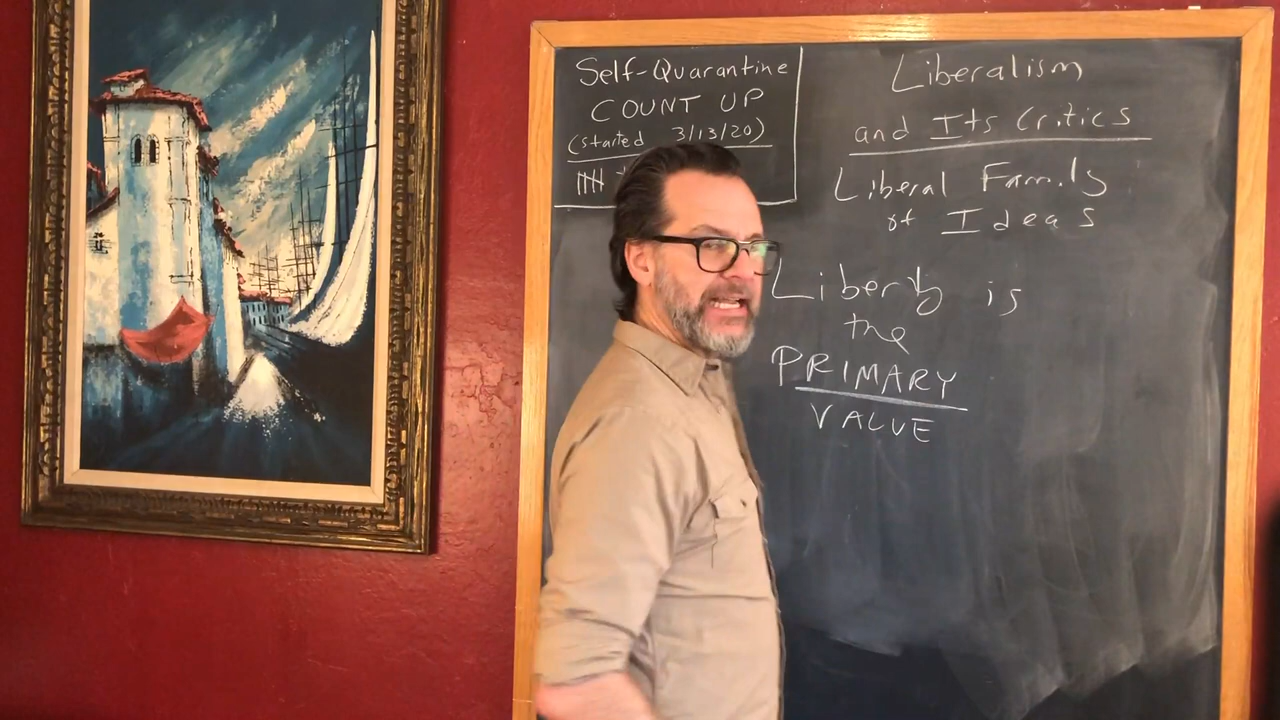 Self-Quarantine
COUNT UP
(started 3/13/20)
Liberalism
and Its Critics
Liberal Family
of Ideas
Liberty is
the
PRIMARY
VALUE